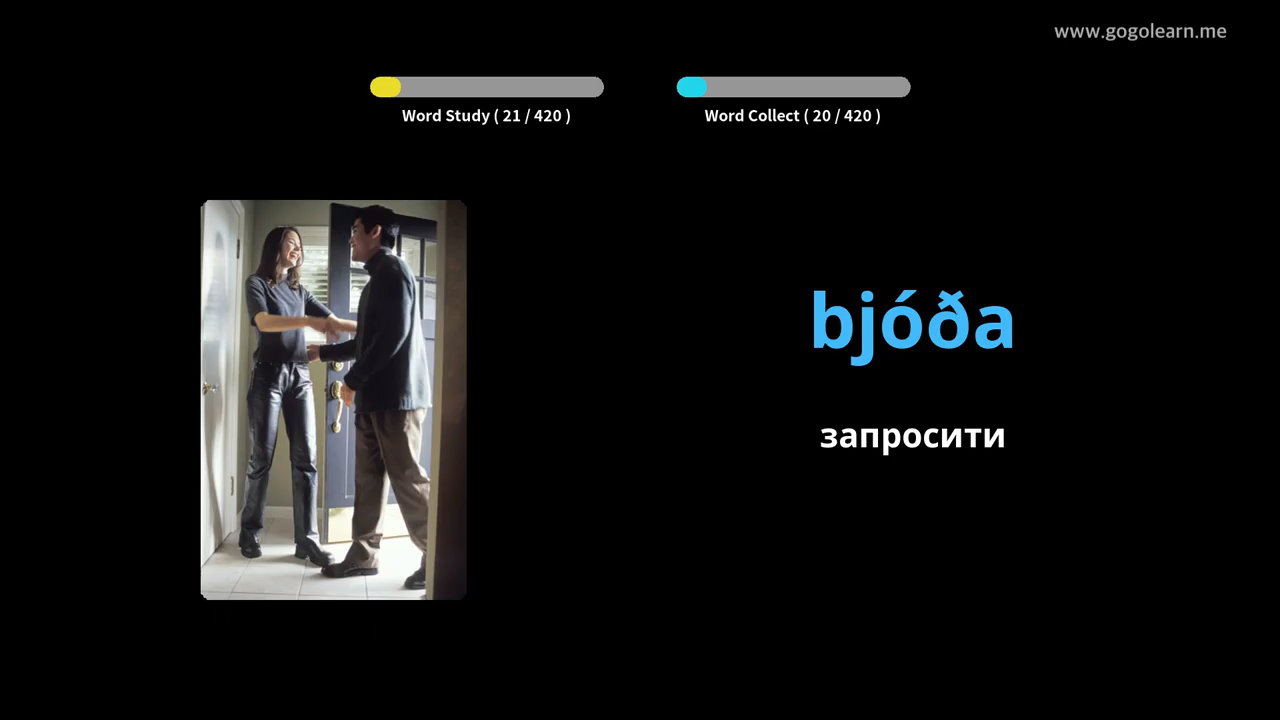 www.gogolearn.me
Word Study ( 21 / 420 )
Word Collect ( 20 / 420 )
bjóða
запросити